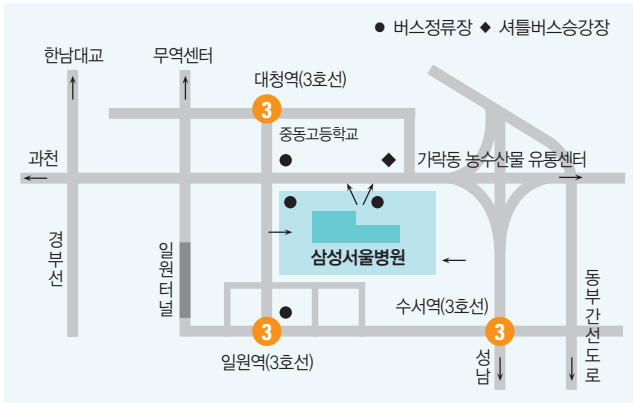 ● 버스정류장 ◆ 셔틀버스승강장
한남대교
무역센터
대청역(3호선)
3
중동고등학교
과천
가락동 농수산물 유통센터
경부선
일원터널
삼성서울병원
동부간선도로
수서역(3호선)
3
3
일원역(3호선)
성남